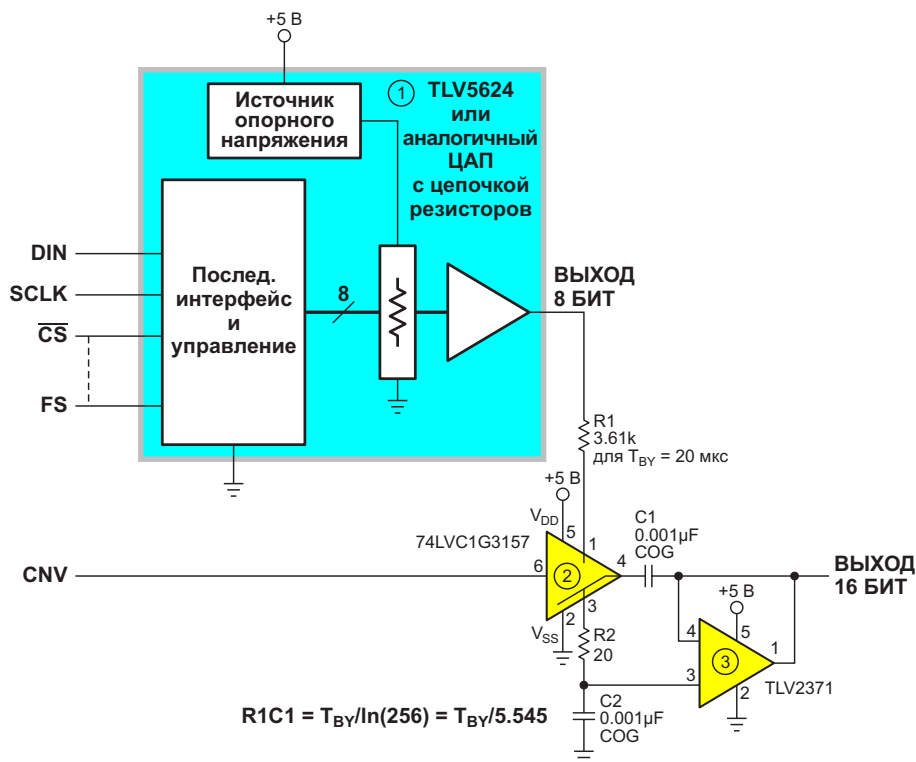 +5 В
Источник
опорного
напряжения
1
TLV5624
или
аналогичный
ЦАП
с цепочкой
резисторов
DIN
SCLK
CS
FS
Послед.
интерфейс
и
управление
8
ВЫХОД
8 БИТ
R1
3.61k
для TBY = 20 мкс
+5 В
VDD
5
1
74LVC1G3157
CNV
6
2
4
3
2
VSS
C1
0.001µF
COG
ВЫХОД
16 БИТ
+5 В
4
5
3
1
3
2
TLV2371
R2
20
C2
0.001µF
COG
R1C1 = TBY/ln(256) = TBY/5.545